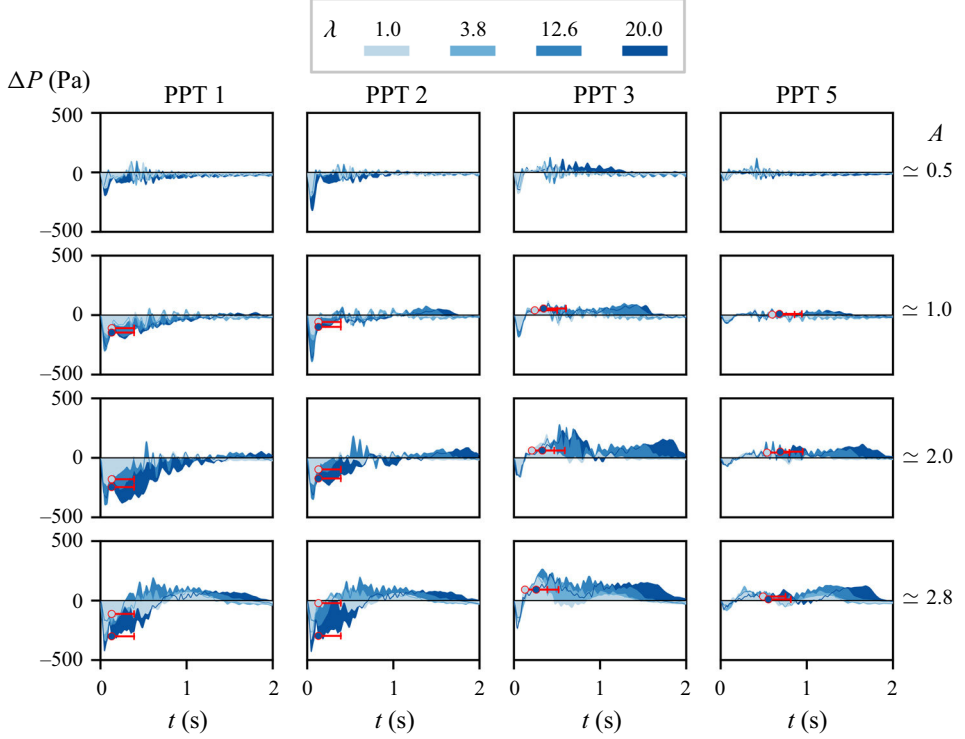 λ 1.0 3.8 12.6 20.0
ΔP (Pa)
PPT 1 PPT 2 PPT 3 PPT 5
500
A
0 ≃ 0.5
−500
500
0 ≃ 1.0
−500
500
0 ≃ 2.0
−500
500
0 ≃ 2.8
−500
0 1 2 0 1 2 0 1 2 0 1 2
t (s) t (s) t (s) t (s)